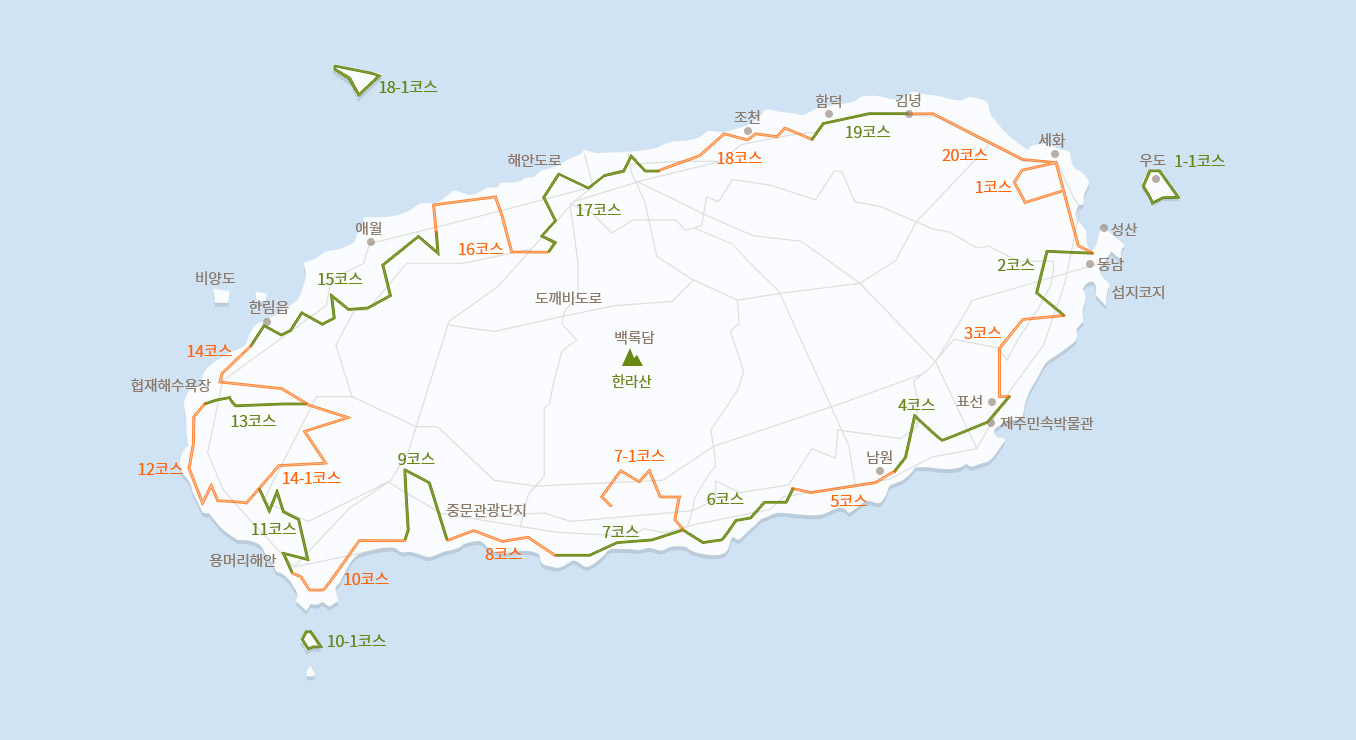 18-1코스
함덕
김녕
조천
19코스
세화
해안도로
18코스
20코스
우도
1-1코스
1코스
17코스
애월
성산
16코스
동남
2코스
비양도
15코스
섭지코지
한림읍
도깨비도로
백록담
3코스
14코스
한라산
협재해수욕장
표선
4코스
13코스
제주민속박물관
9코스
7-1코스
남원
12코스
14-1코스
6코스
5코스
중문관광단지
11코스
7코스
8코스
용머리해안
10코스
10-1코스